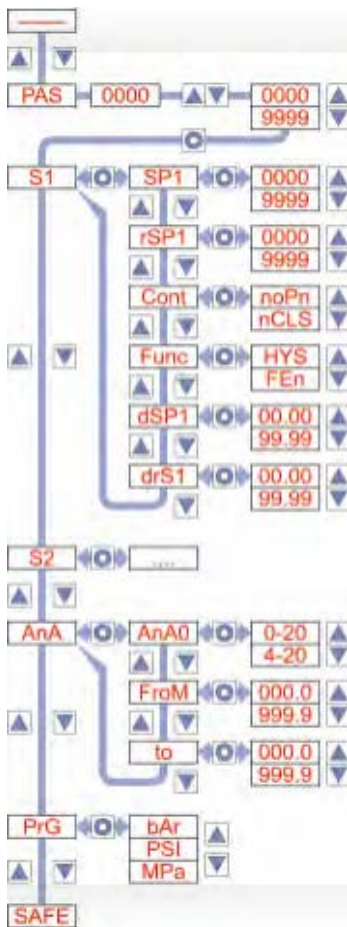 PAS 0000 0000
9999
S1 SP1 0000
9999
rSP1 0000
9999
Cont noPn
nCLS
Func HYS
FEn
dSP1 00.00
99.99
drS1 00.00
99.99
S2 ....
AnA AnA0 0-20
4-20
FroM 000.0
999.9
to 000.0
999.9
PrG bAr
PSI
MPa
SAFE